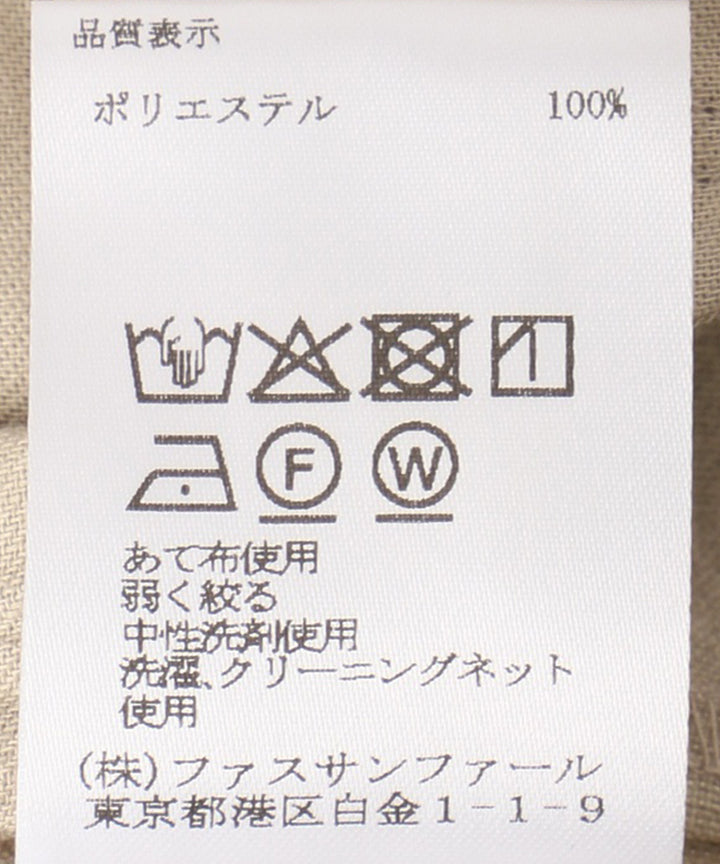 品質表示
ポリエステル 100%
F W
あて布使用
弱く絞る
中性洗剤使用
洗濯、クリーニングネット
使用
(株)ファスサンファール
東京都港区白金1-1-9